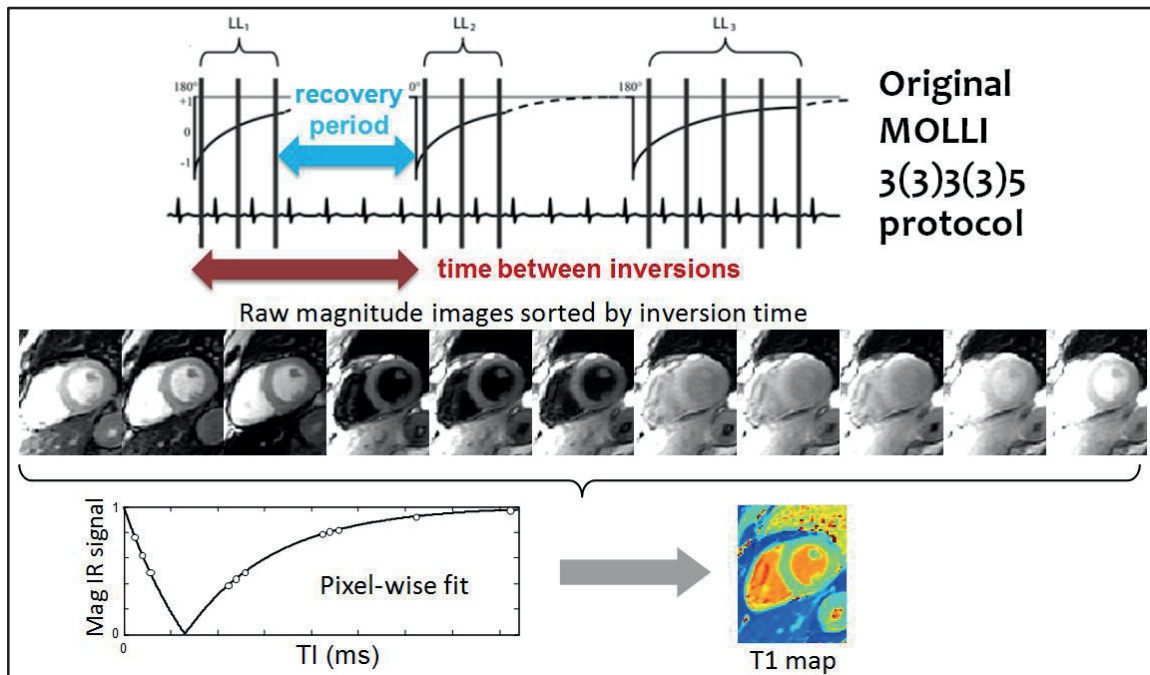 LL1
LL2
LL3
180°
0°
180°
+1
0
-1
recovery
period
Original
MOLLI
3(3)3(3)5
protocol
time between inversions
Raw magnitude images sorted by inversion time
Mag IR signal
1
0
0
Pixel-wise fit
TI (ms)
T1 map